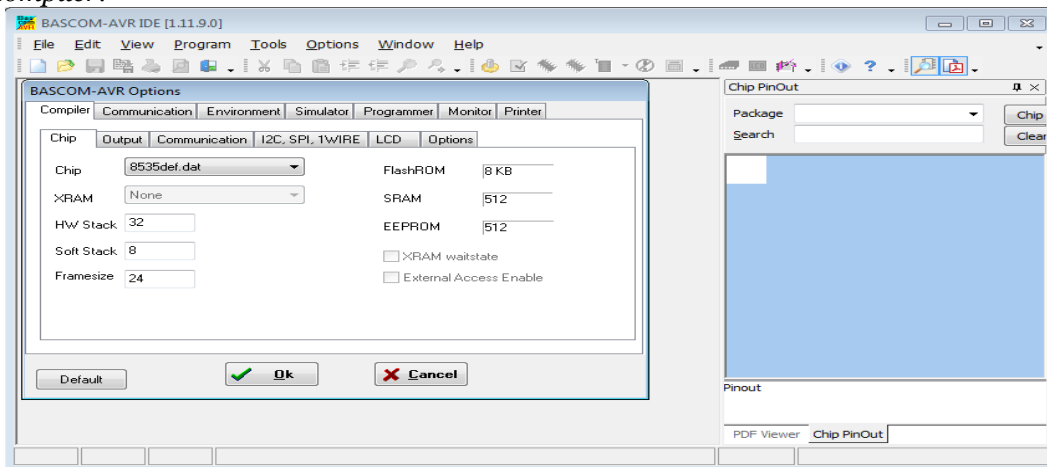 computer.
BASCOM-AVR IDE [1.11.9.0]
File Edit View Program Tools Options Window Help
BASCOM-AVR Options
Compiler Communication Environment Simulator Programmer Monitor Printer
Chip Output Communication I2C, SPI, 1WIRE LCD Options
Chip 8535def.dat FlashROM 8 KB
XRAM None SRAM 512
HW Stack 32 EEPROM 512
Soft Stack 8 XRAM waitstate
Framesize 24 External Access Enable
Default Ok Cancel
Chip PinOut
Package Chip
Search Clear
Pinout
PDF Viewer Chip PinOut